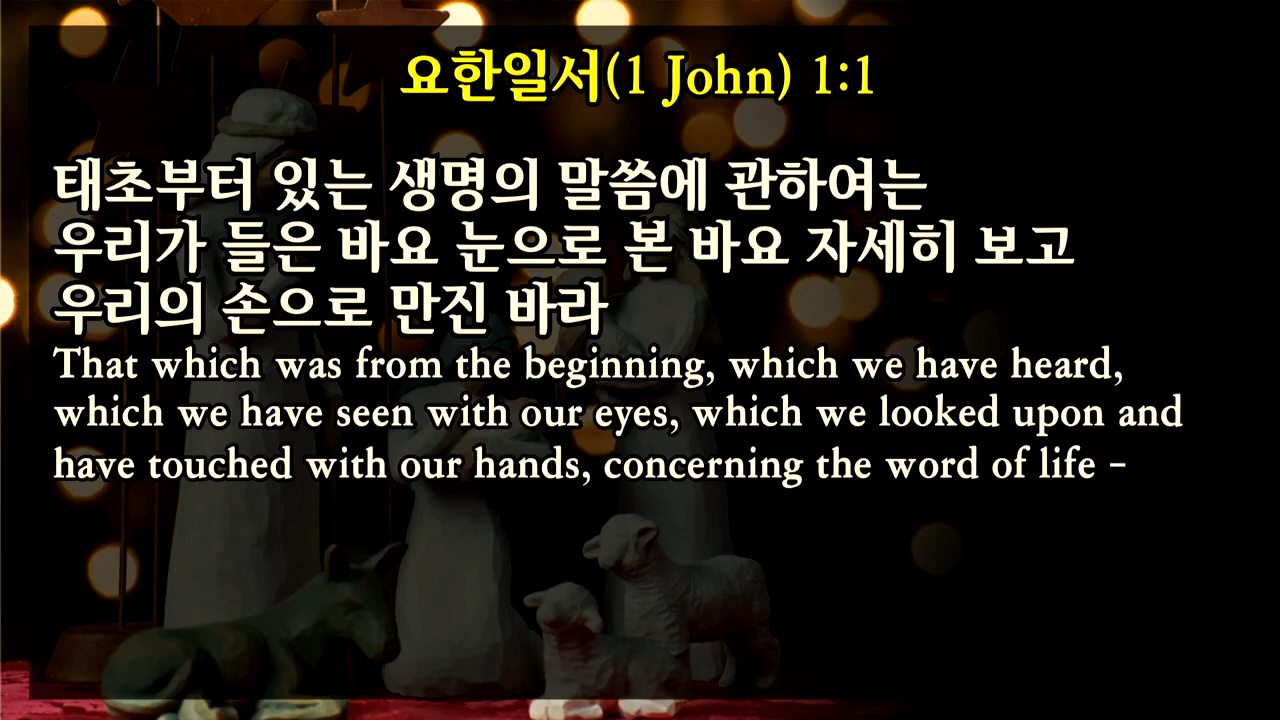 요한일서(1 John) 1:1
태초부터 있는 생명의 말씀에 관하여는
우리가 들은 바요 눈으로 본 바요 자세히 보고
우리의 손으로 만진 바라
That which was from the beginning, which we have heard,
which we have seen with our eyes, which we looked upon and
have touched with our hands, concerning the word of life –